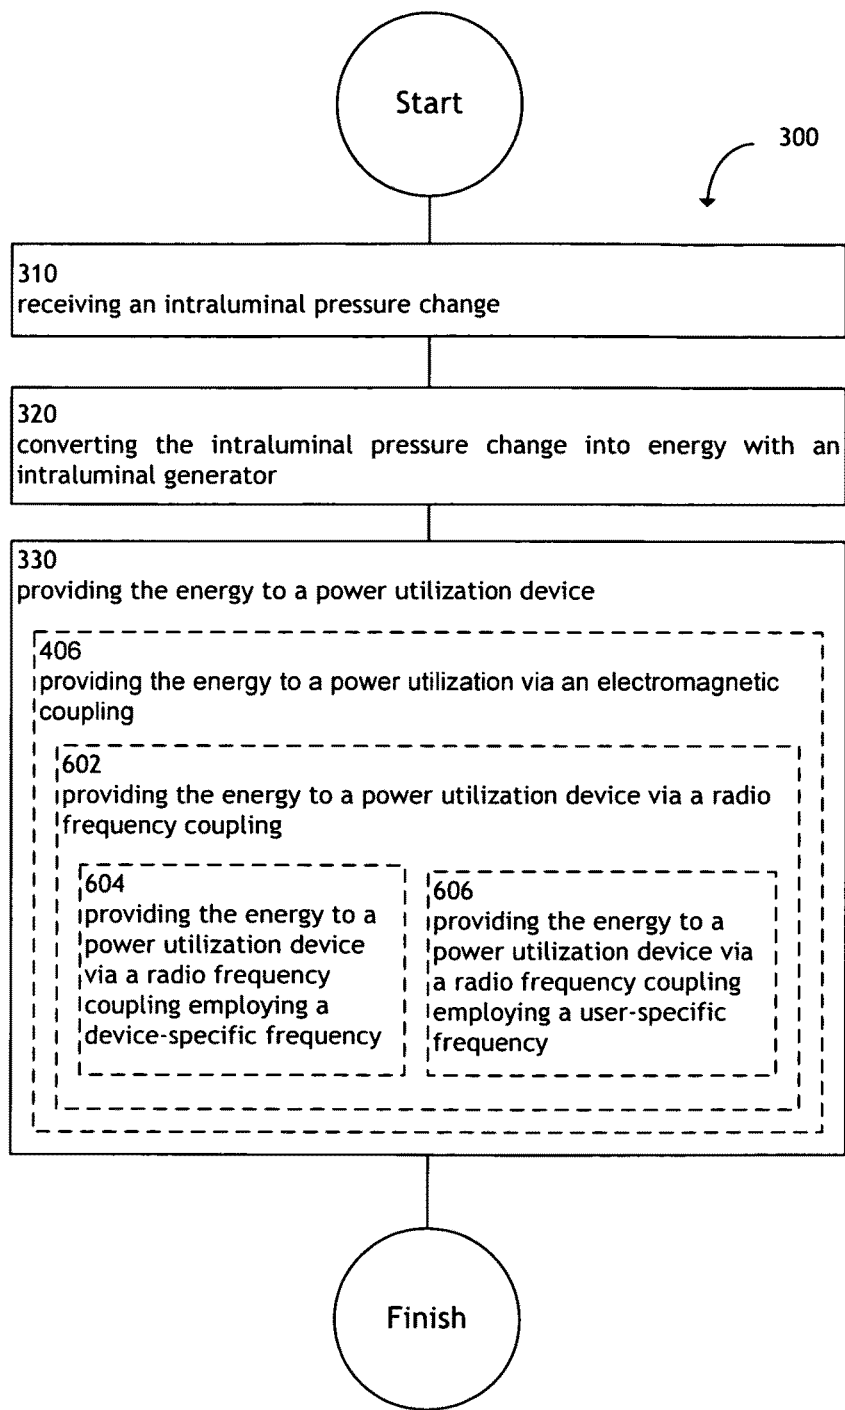 Start
300
310
receiving an intraluminal pressure change
320
converting the intraluminal pressure change into energy with an
intraluminal generator
330
providing the energy to a power utilization device
406
providing the energy to a power utilization via an electromagnetic
coupling
602
providing the energy to a power utilization device via a radio
frequency coupling
604
providing the energy to a
power utilization device
via a radio frequency
coupling employing a
device-specific frequency
606
providing the energy to a
power utilization device via
a radio frequency coupling
employing a user-specific
frequency
Finish